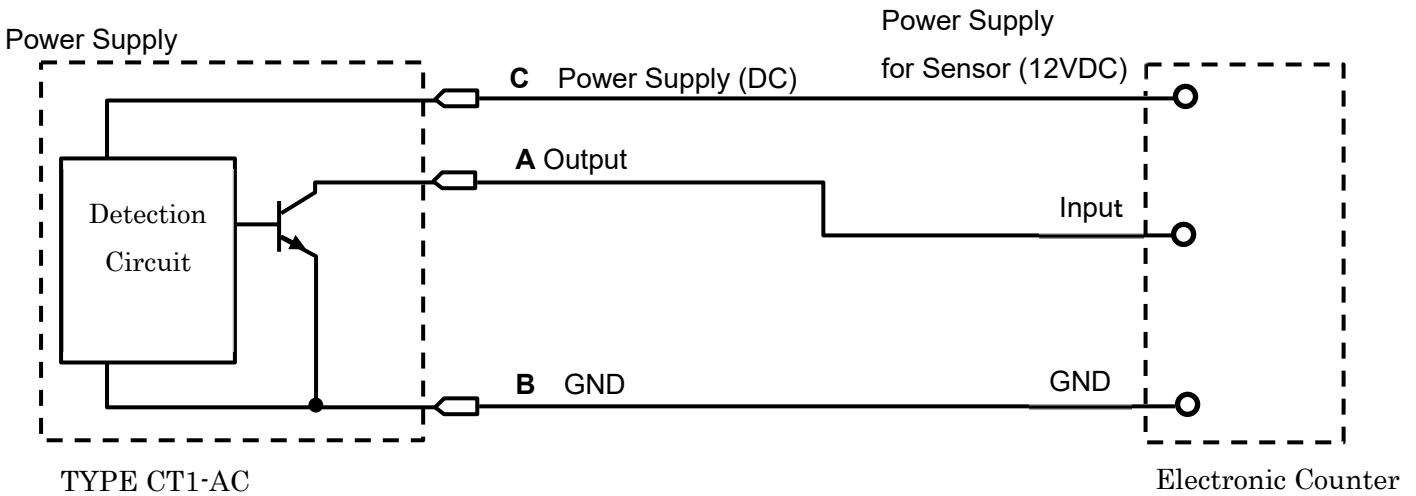 Power Supply
Power Supply
for Sensor (12VDC)
C Power Supply (DC)
A Output
Input
Detection
Circuit
B GND
GND
TYPE CT1-AC
Electronic Counter